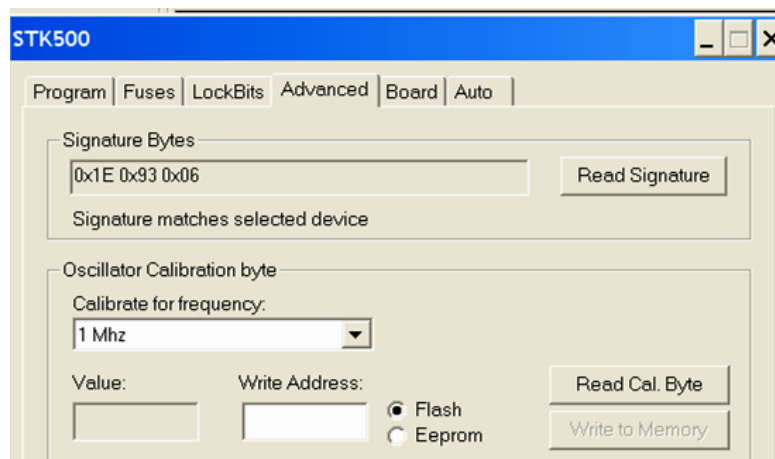 STK500
Program Fuses LockBits Advanced Board Auto
Signature Bytes
0x1E 0x93 0x06 Read Signature
Signature matches selected device
Oscillator Calibration byte
Calibrate for frequency:
1 Mhz
Value: Write Address: Read Cal. Byte
Flash
Eeprom Write to Memory